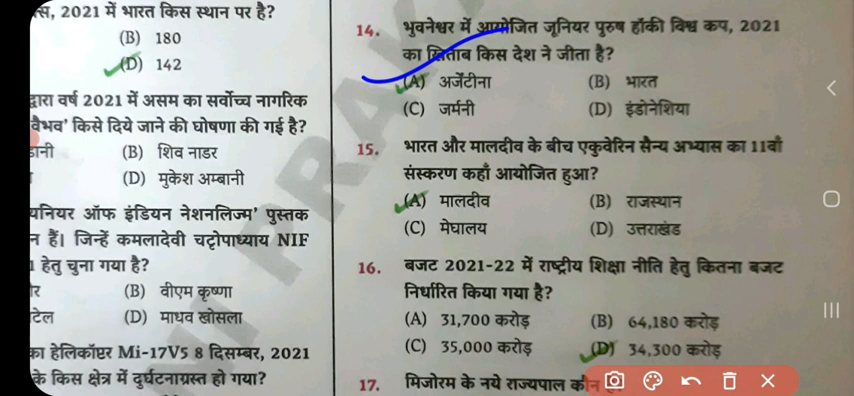 स, 2021 में भारत किस स्थान पर है?
(B) 180
(D) 142
द्वारा वर्ष 2021 में असम का सर्वोच्च नागरिक
वैभव’ किसे दिये जाने की घोषणा की गई है?
(B) शिव नाडर
(D) मुकेश अम्बानी
यनियर ऑफ इंडियन नेशनलिज्म’ पुस्तक
न हैं। जिन्हें कमलादेवी चट्टोपाध्याय NIF
हेतु चुना गया है?
(B) वीएम कृष्णा
टेल (D) माधव खोसला
का हेलिकॉप्टर Mi-17V5 8 दिसम्बर, 2021
के किस क्षेत्र में दुर्घटनाग्रस्त हो गया?
14. भुवनेश्वर में आयोजित जूनियर पुरुष हॉकी विश्व कप, 2021
का खिताब किस देश ने जीता है?
(A) अर्जेंटीना (B) भारत
(C) जर्मनी (D) इंडोनेशिया
15. भारत और मालदीव के बीच एकुवेरिन सैन्य अभ्यास का 11वाँ
संस्करण कहाँ आयोजित हुआ?
(A) मालदीव (B) राजस्थान
(C) मेघालय (D) उत्तराखंड
16. बजट 2021-22 में राष्ट्रीय शिक्षा नीति हेतु कितना बजट
निर्धारित किया गया है?
(A) 31,700 करोड़ (B) 64,180 करोड़
(C) 35,000 करोड़ (D) 34,300 करोड़
17. मिजोरम के नये राज्यपाल कौन